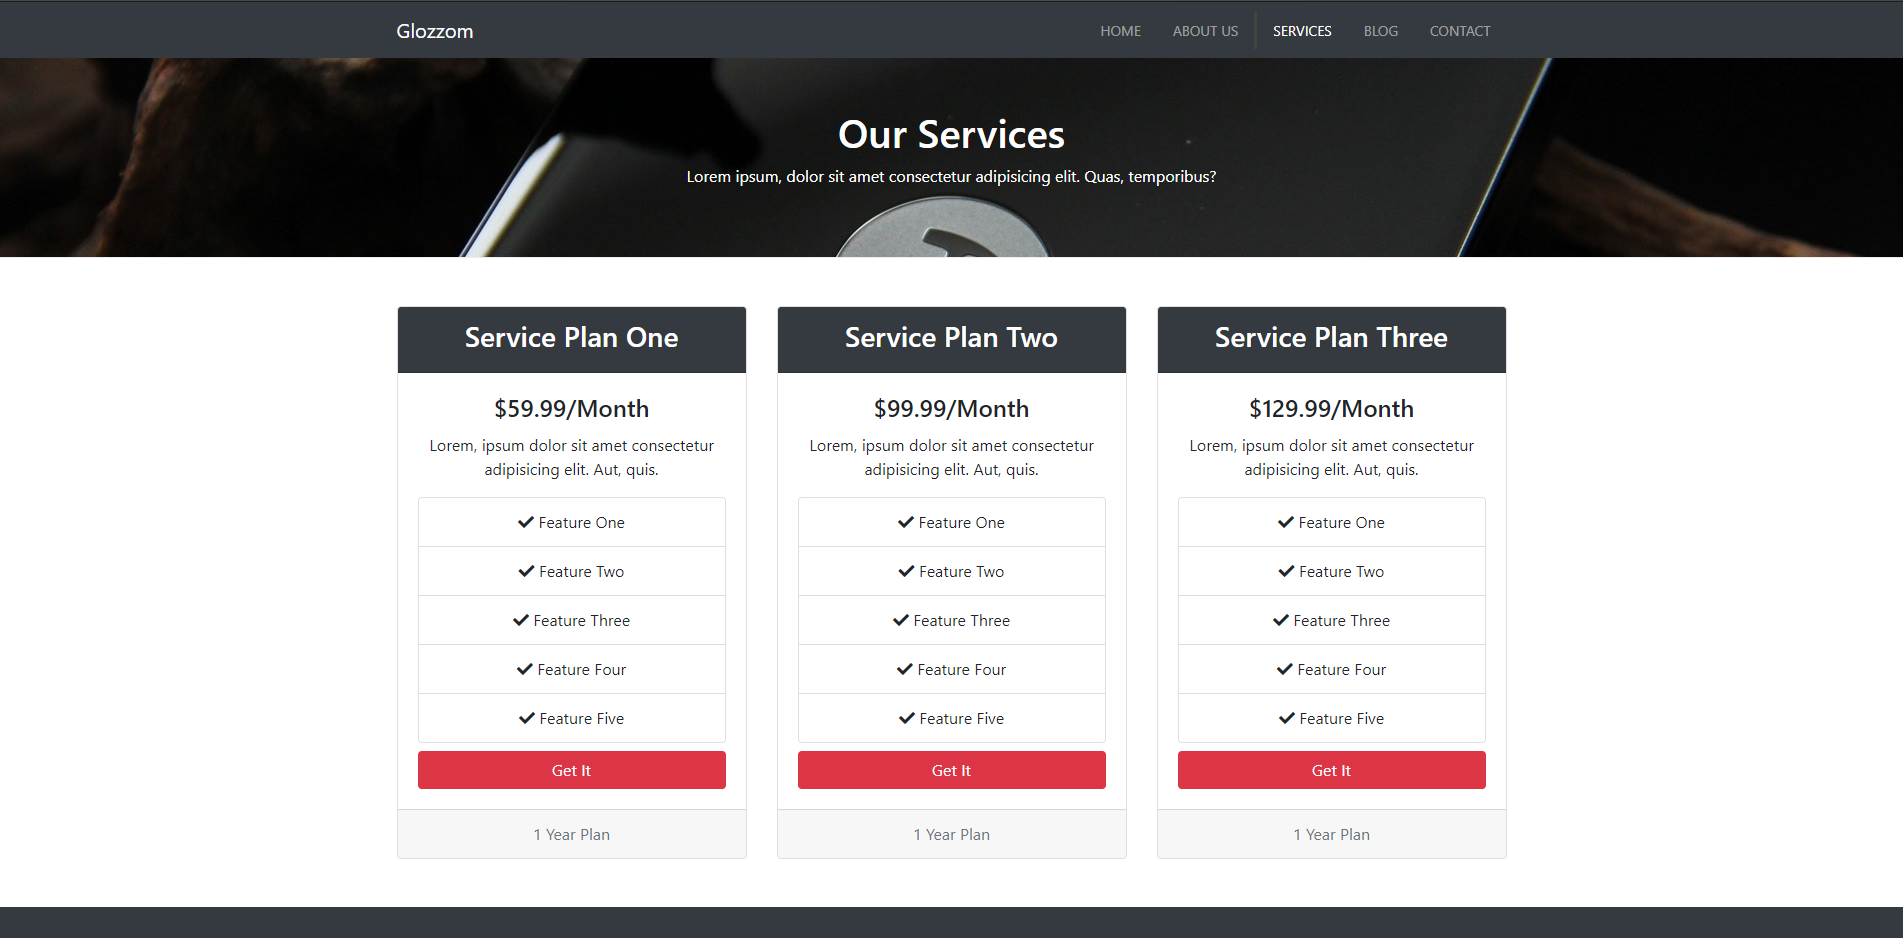 Glozzom
HOME ABOUT US SERVICES BLOG CONTACT
Our Services
Lorem ipsum, dolor sit amet consectetur adipisicing elit. Quas, temporibus?
Service Plan One
$59.99/Month
Lorem, ipsum dolor sit amet consectetur
adipisicing elit. Aut, quis.
Feature One
Feature Two
Feature Three
Feature Four
Feature Five
Get It
1 Year Plan
Service Plan Two
$99.99/Month
Lorem, ipsum dolor sit amet consectetur
adipisicing elit. Aut, quis.
Feature One
Feature Two
Feature Three
Feature Four
Feature Five
Get It
1 Year Plan
Service Plan Three
$129.99/Month
Lorem, ipsum dolor sit amet consectetur
adipisicing elit. Aut, quis.
Feature One
Feature Two
Feature Three
Feature Four
Feature Five
Get It
1 Year Plan